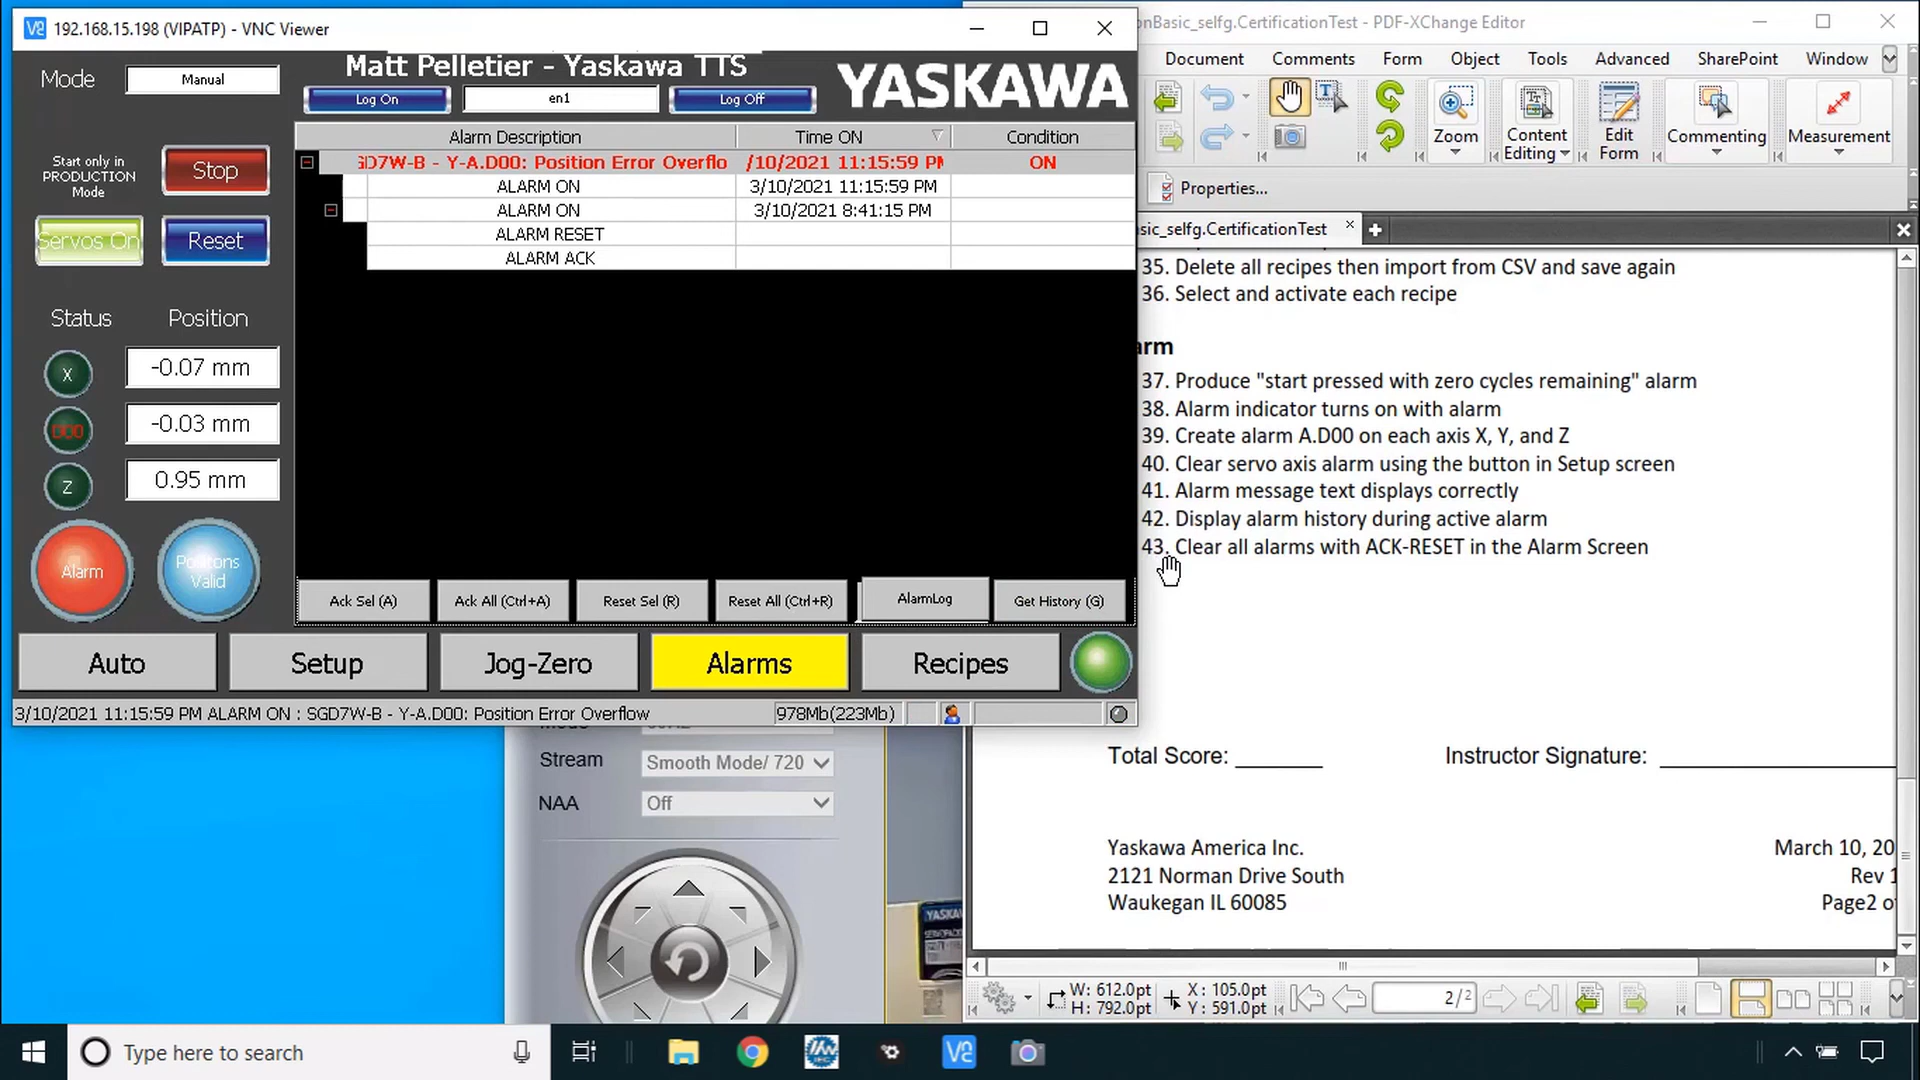 192.168.15.198 (VIPATP) - VNC Viewer
Mode
Manual
Matt Pelletier - Yaskawa TTS
Log On
en1
Log Off
YASKAWA
Start only in
PRODUCTION
Mode
Stop
Servos On
Reset
Status
Position
X
-0.07 mm
D00
-0.03 mm
Z
0.95 mm
Alarm
Positons
Valid
Alarm Description
Time ON
Condition
GD7W-B - Y-A.D00: Position Error Overflo
/10/2021 11:15:59 PM
ON
ALARM ON
3/10/2021 11:15:59 PM
ALARM ON
3/10/2021 8:41:15 PM
ALARM RESET
ALARM ACK
Ack Sel (A)
Ack All (Ctrl+A)
Reset Sel (R)
Reset All (Ctrl+R)
AlarmLog
Get History (G)
Auto
Setup
Jog-Zero
Alarms
Recipes
3/10/2021 11:15:59 PM ALARM ON : SGD7W-B - Y-A.D00: Position Error Overflow
978Mb(223Mb)
Stream
Smooth Mode/ 720
NAA
Off
YASKAWA
onBasic_selfg.CertificationTest - PDF-XChange Editor
Document
Comments
Form
Object
Tools
Advanced
SharePoint
Window
Zoom
Content
Editing
Edit
Form
Commenting
Measurement
Properties...
sic_selfg.CertificationTest
35. Delete all recipes then import from CSV and save again
36. Select and activate each recipe
arm
37. Produce "start pressed with zero cycles remaining" alarm
38. Alarm indicator turns on with alarm
39. Create alarm A.D00 on each axis X, Y, and Z
40. Clear servo axis alarm using the button in Setup screen
41. Alarm message text displays correctly
42. Display alarm history during active alarm
43. Clear all alarms with ACK-RESET in the Alarm Screen
Total Score: _______
Instructor Signature: ___________________
Yaskawa America Inc.
2121 Norman Drive South
Waukegan IL 60085
March 10, 20
Rev 1
Page2 o
W: 612.0pt
H: 792.0pt
X : 105.0pt
Y : 591.0pt
2/2
Type here to search